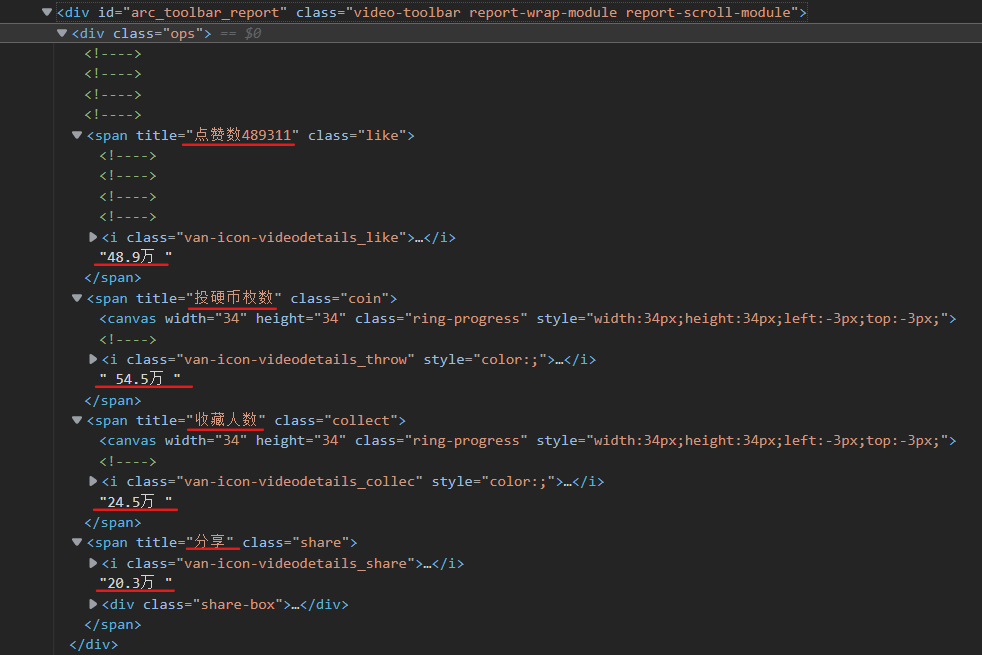 ▼<div id="arc_toolbar_report" class="video-toolbar report-wrap-module report-scroll-module">
▼<div class="ops"> == $0
<!---->
<!---->
<!---->
<!---->
▼<span title="点赞数489311" class="like">
<!---->
<!---->
<!---->
<!---->
▶<i class="van-icon-videodetails_like">…</i>
"48.9万 "
</span>
▼<span title="投硬币枚数" class="coin">
<canvas width="34" height="34" class="ring-progress" style="width:34px;height:34px;left:-3px;top:-3px;">
<!---->
▶<i class="van-icon-videodetails_throw" style="color:;">…</i>
" 54.5万 "
</span>
▼<span title="收藏人数" class="collect">
<canvas width="34" height="34" class="ring-progress" style="width:34px;height:34px;left:-3px;top:-3px;">
<!---->
▶<i class="van-icon-videodetails_collec" style="color:;">…</i>
"24.5万 "
</span>
▼<span title="分享" class="share">
▶<i class="van-icon-videodetails_share">…</i>
"20.3万 "
▶<div class="share-box">…</div>
</span>
</div>